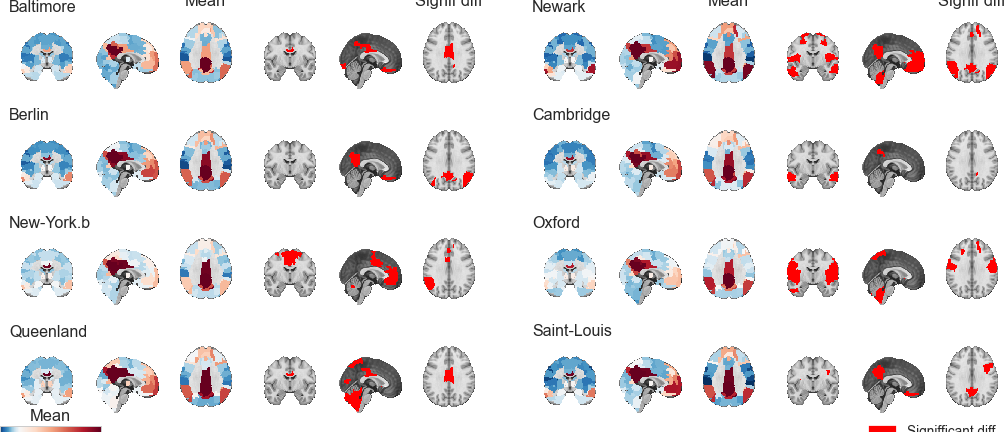 Baltimore
Mean
Signif diff
Newark
Mean
Signif diff
Berlin
Cambridge
New-York.b
Oxford
Queenland
Saint-Louis
Mean
Signifficant diff